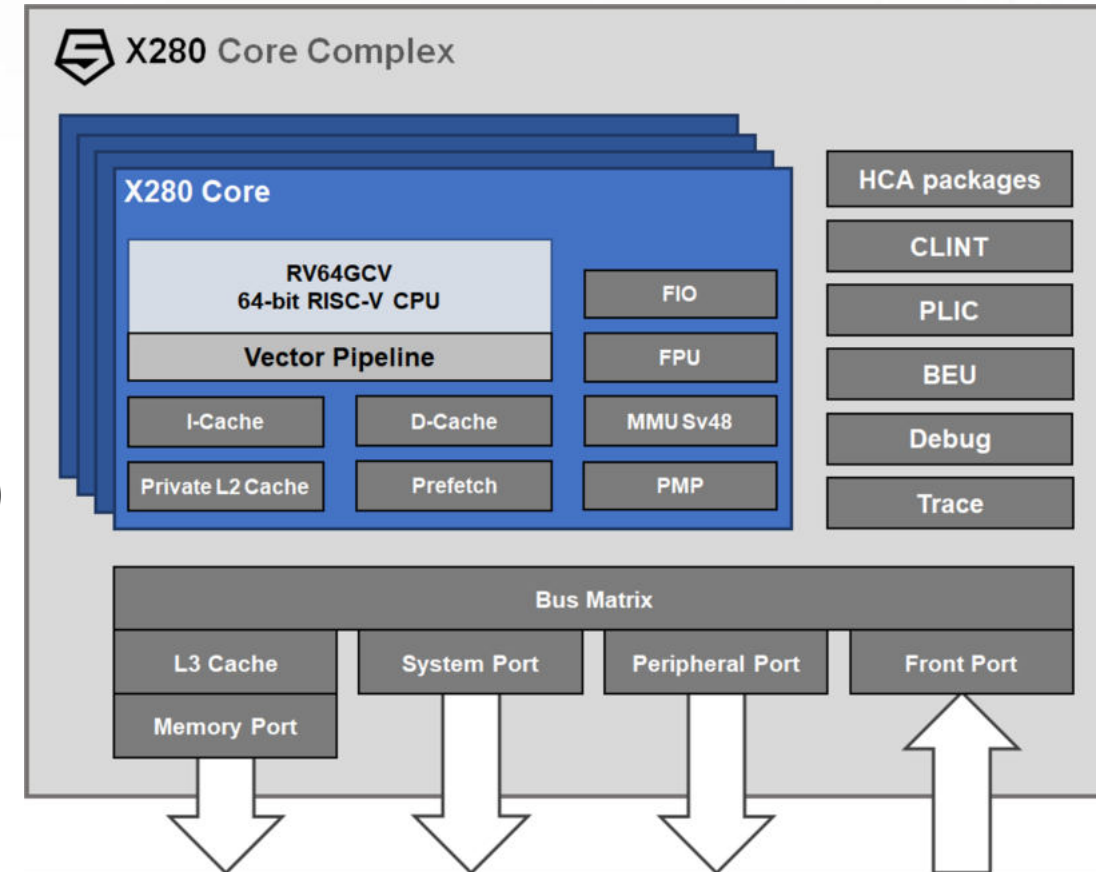 X280 Core Complex
X280 Core
RV64GCV
64-bit RISC-V CPU
Vector Pipeline
I-Cache
D-Cache
Private L2 Cache
Prefetch
FIO
FPU
MMU Sv48
PMP
HCA packages
CLINT
PLIC
BEU
Debug
Trace
Bus Matrix
L3 Cache
System Port
Peripheral Port
Front Port
Memory Port
)